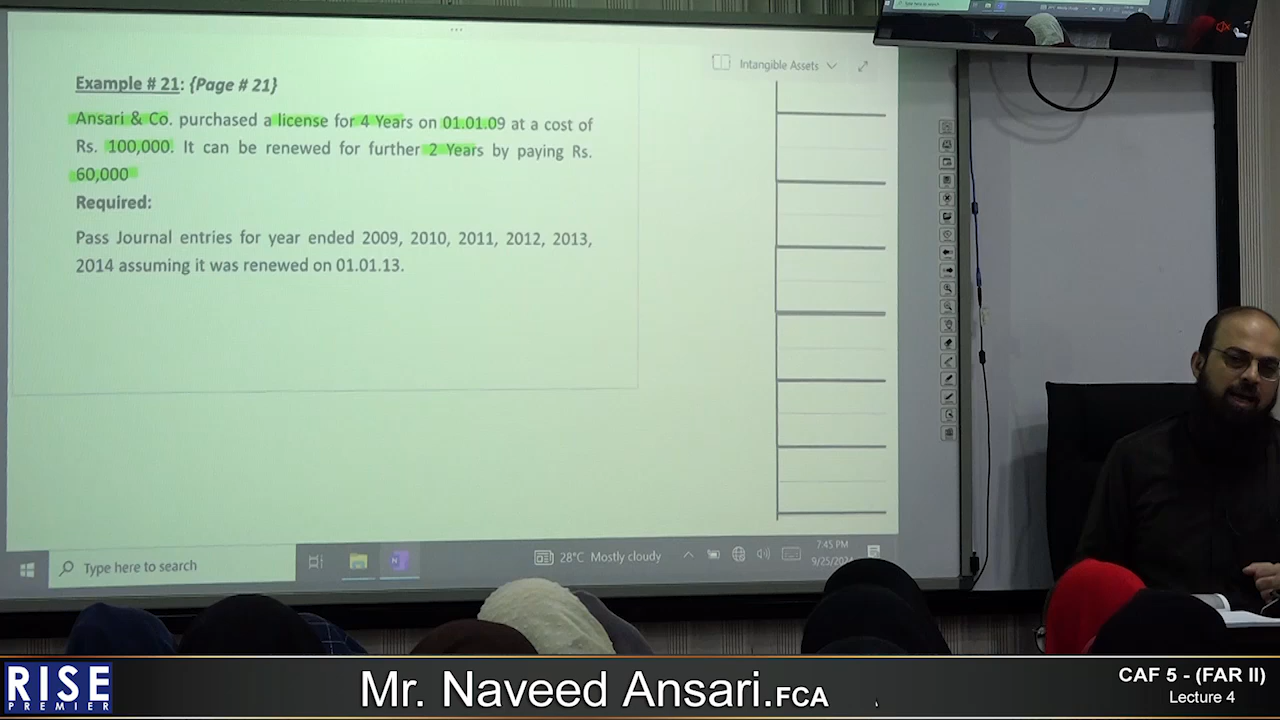 Example # 21: {Page # 21}
Ansari & Co. purchased a license for 4 Years on 01.01.09 at a cost of
Rs. 100,000. It can be renewed for further 2 Years by paying Rs.
60,000
Required:
Pass Journal entries for year ended 2009, 2010, 2011, 2012, 2013,
2014 assuming it was renewed on 01.01.13.
Intangible Assets
Type here to search
28°C Mostly cloudy
7:45 PM
RISE
PREMIER
Mr. Naveed Ansari.FCA
CAF 5 - (FAR II)
Lecture 4